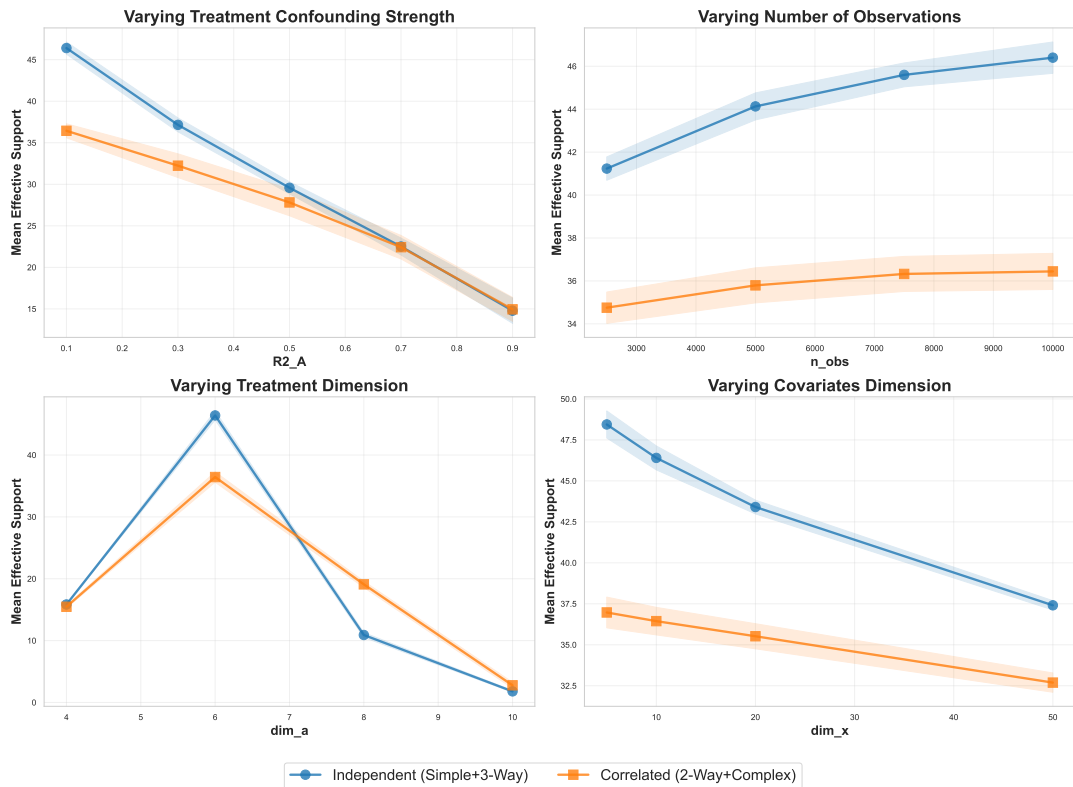 Varying Treatment Confounding Strength
Mean Effective Support
45
40
35
30
25
20
15
0.1 0.2 0.3 0.4 0.5 0.6 0.7 0.8 0.9
R2_A
Varying Number of Observations
Mean Effective Support
46
44
42
40
38
36
34
3000 4000 5000 6000 7000 8000 9000 10000
n_obs
Varying Treatment Dimension
Mean Effective Support
40
30
20
10
0
4 5 6 7 8 9 10
dim_a
Varying Covariates Dimension
Mean Effective Support
50.0
47.5
45.0
42.5
40.0
37.5
35.0
32.5
10 20 30 40 50
dim_x
Independent (Simple+3-Way) Correlated (2-Way+Complex)